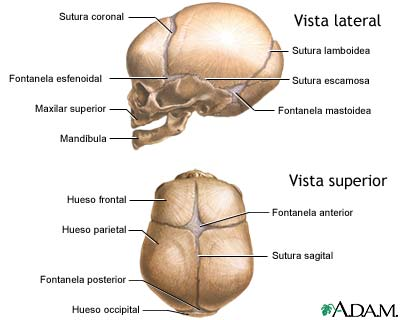 Vista lateral
Sutura coronal
Sutura lamboidea
Fontanela esfenoidal
Sutura escamosa
Maxilar superior
Fontanela mastoidea
Mandíbula
Vista superior
Hueso frontal
Fontanela anterior
Hueso parietal
Sutura sagital
Fontanela posterior
Hueso occipital
A.D.A.M.